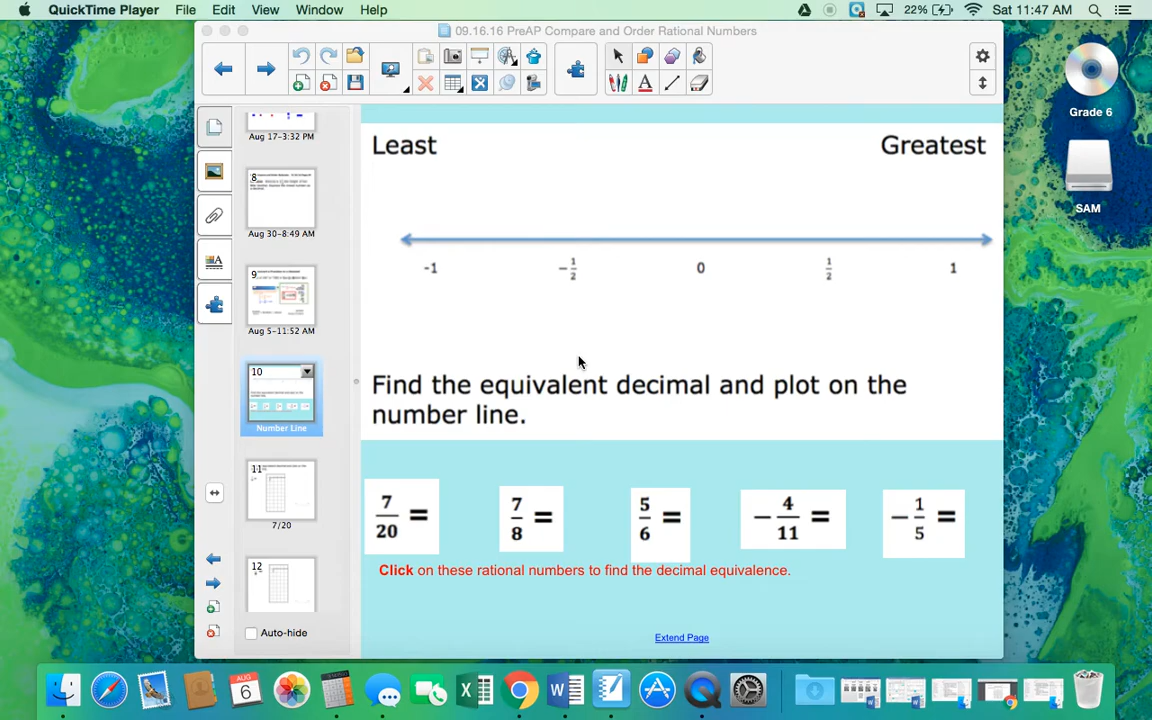 QuickTime Player File Edit View Window Help 22% Sat 11:47 AM
09.16.16 PreAP Compare and Order Rational Numbers
Grade 6
SAM
Aug 17-3:32 PM
8
Aug 30-8:49 AM
9
Aug 5-11:52 AM
10
Number Line
11
7/20
12
Auto-hide
Least Greatest
-1 -1/2 0 1/2 1
Find the equivalent decimal and plot on the
number line.
7/20 = 7/8 = 5/6 = -4/11 = -1/5 =
Click on these rational numbers to find the decimal equivalence.
Extend Page
AUG
6